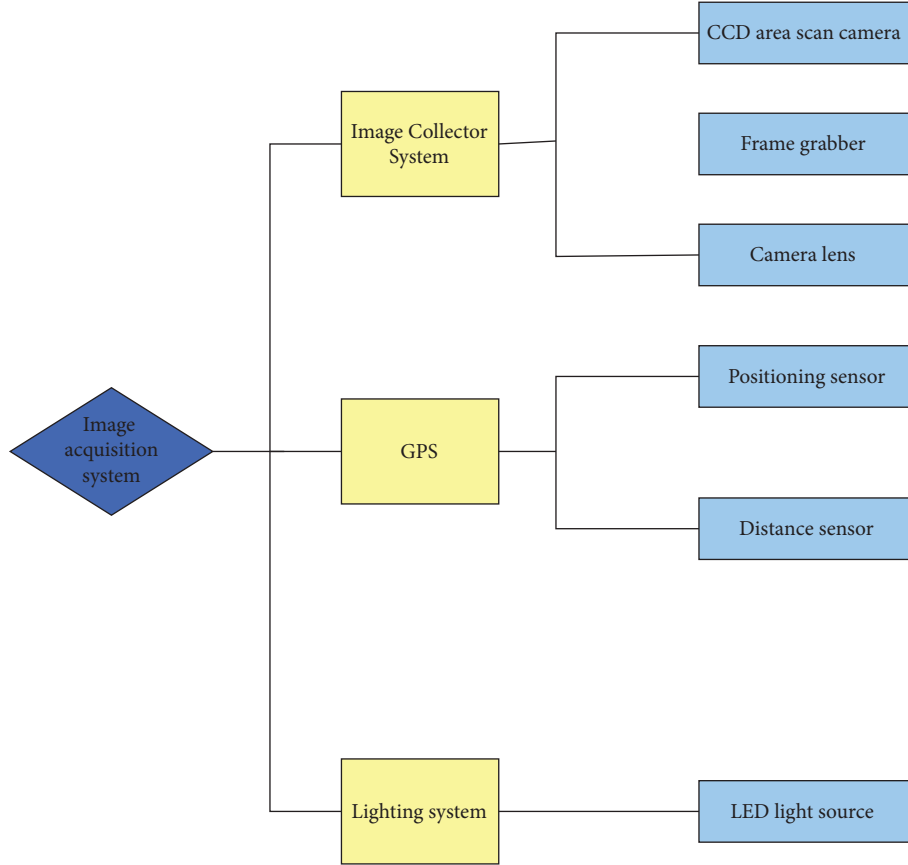 CCD area scan camera
Image Collector
System
Frame grabber
Camera lens
Positioning sensor
Image
acquisition
system
GPS
Distance sensor
Lighting system
LED light source